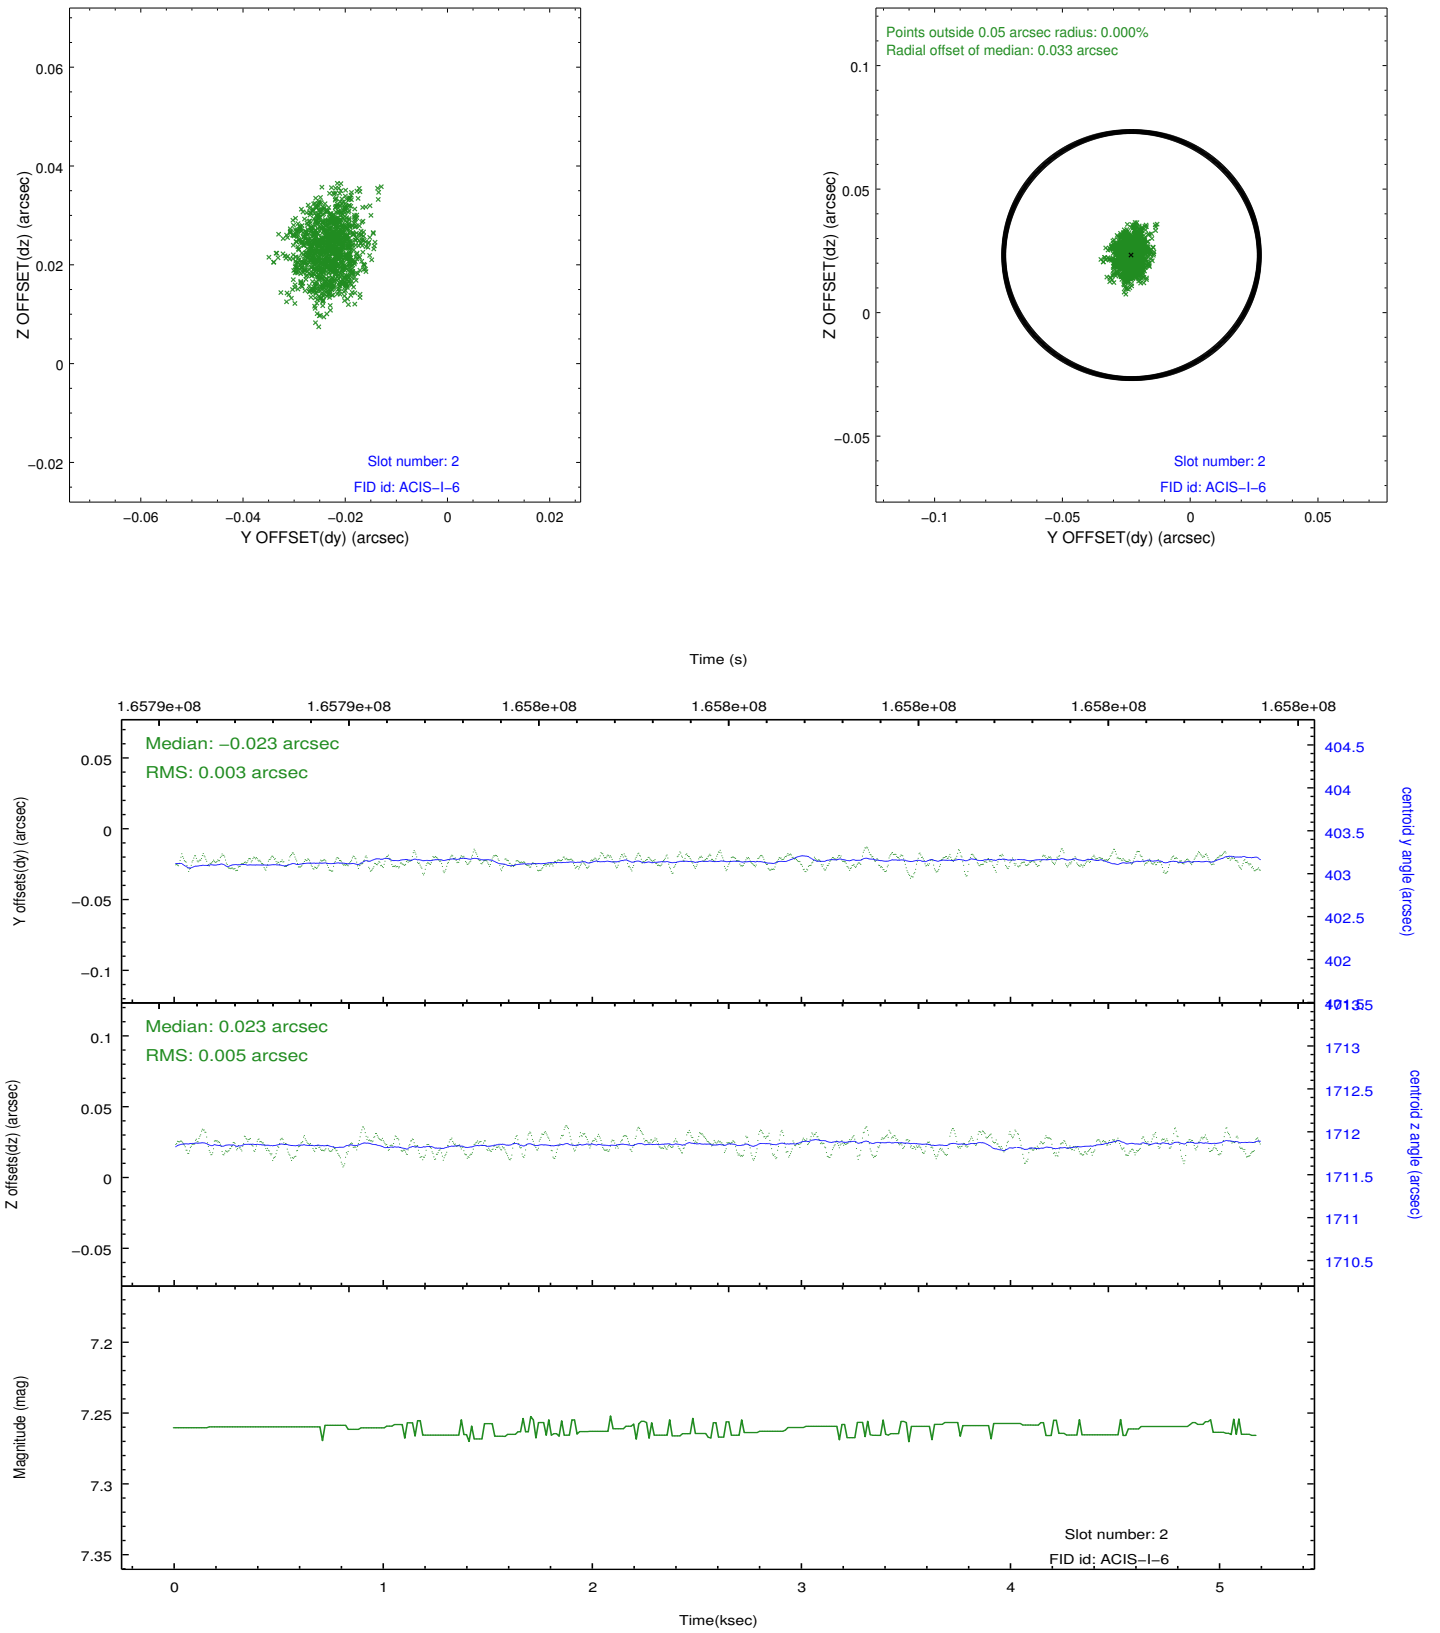 0.06
0.04
0.02
0
−0.02
Z OFFSET(dz) (arcsec)
Slot number: 2
FID id: ACIS−I−6
−0.06
−0.04
−0.02
0
0.02
Y OFFSET(dy) (arcsec)
Points outside 0.05 arcsec radius: 0.000%
Radial offset of median: 0.033 arcsec
0.1
0.05
0
−0.05
Z OFFSET(dz) (arcsec)
Slot number: 2
FID id: ACIS−I−6
−0.1
−0.05
0
0.05
Y OFFSET(dy) (arcsec)
Time (s)
1.6579e+08 1.6579e+08 1.658e+08 1.658e+08 1.658e+08 1.658e+08 1.658e+08
Median: −0.023 arcsec
RMS: 0.003 arcsec
0.05
0
−0.05
−0.1
Y offsets(dy) (arcsec)
404.5
404
403.5
403
402.5
402
401.5
centroid y angle (arcsec)
Median: 0.023 arcsec
RMS: 0.005 arcsec
0.1
0.05
0
−0.05
Z offsets(dz) (arcsec)
1713.5
1713
1712.5
1712
1711.5
1711
1710.5
centroid z angle (arcsec)
7.2
7.25
7.3
7.35
Magnitude (mag)
Slot number: 2
FID id: ACIS−I−6
0 1 2 3 4 5
Time(ksec)